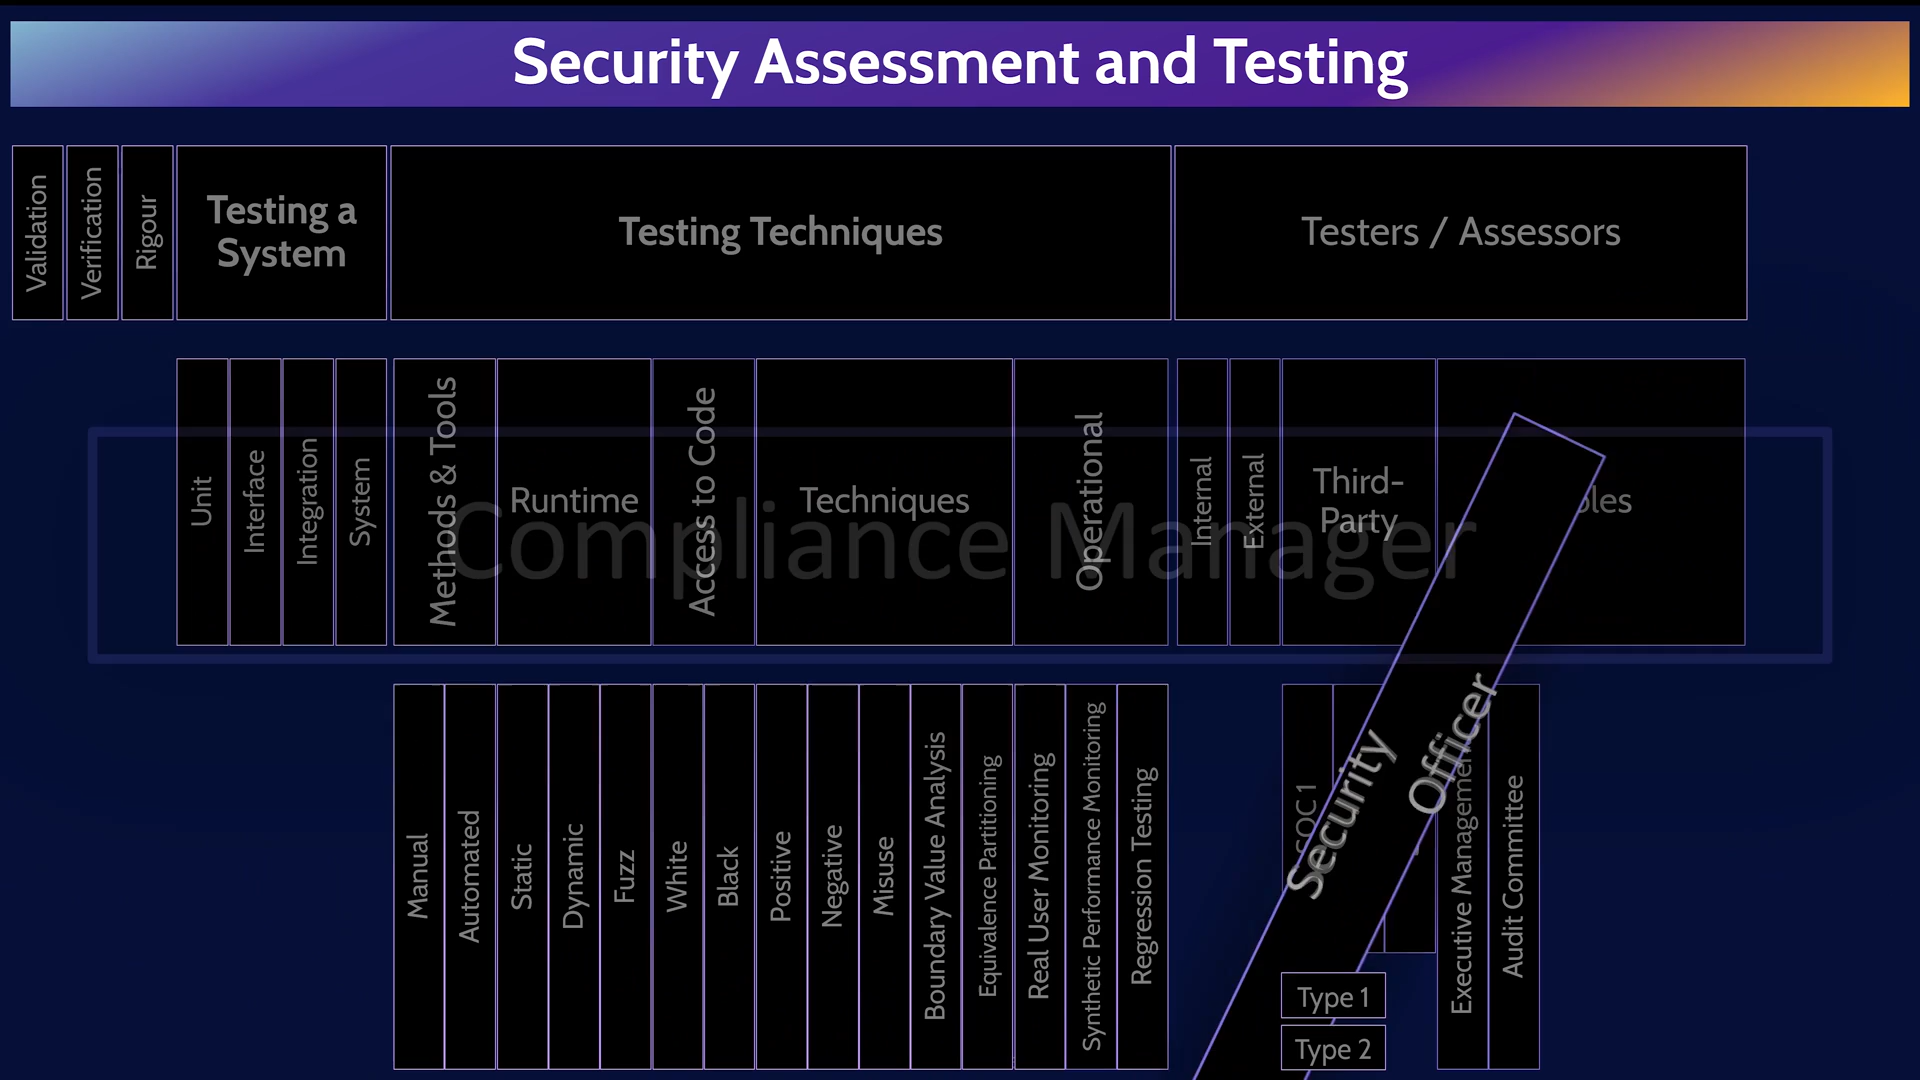 Security Assessment and Testing
Validation
Verification
Rigour
Testing a
System
Testing Techniques
Testers / Assessors
Unit
Interface
Integration
System
Methods & Tools
Runtime
Access to Code
Techniques
Operational
Internal
External
Third-
Party
Compliance Manager
Manual
Automated
Static
Dynamic
Fuzz
White
Black
Positive
Negative
Misuse
Boundary Value Analysis
Equivalence Partitioning
Real User Monitoring
Synthetic Performance Monitoring
Regression Testing
Security
Officer
Executive Management
Audit Committee
Type 1
Type 2